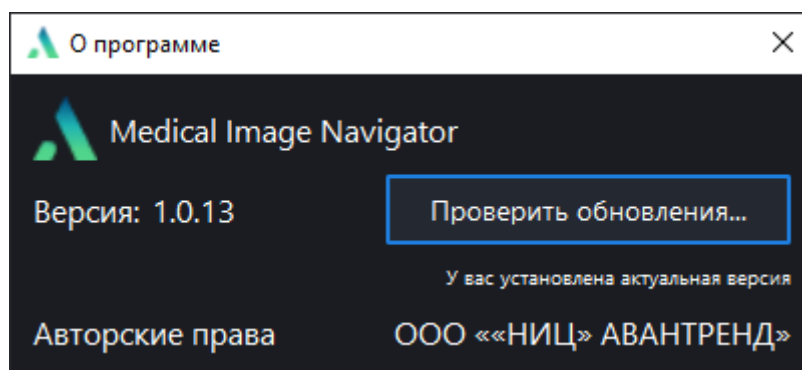 О программе
Medical Image Navigator
Версия: 1.0.13
Проверить обновления...
У вас установлена актуальная версия
Авторские права ООО ««НИЦ» АВАНТРЕНД»